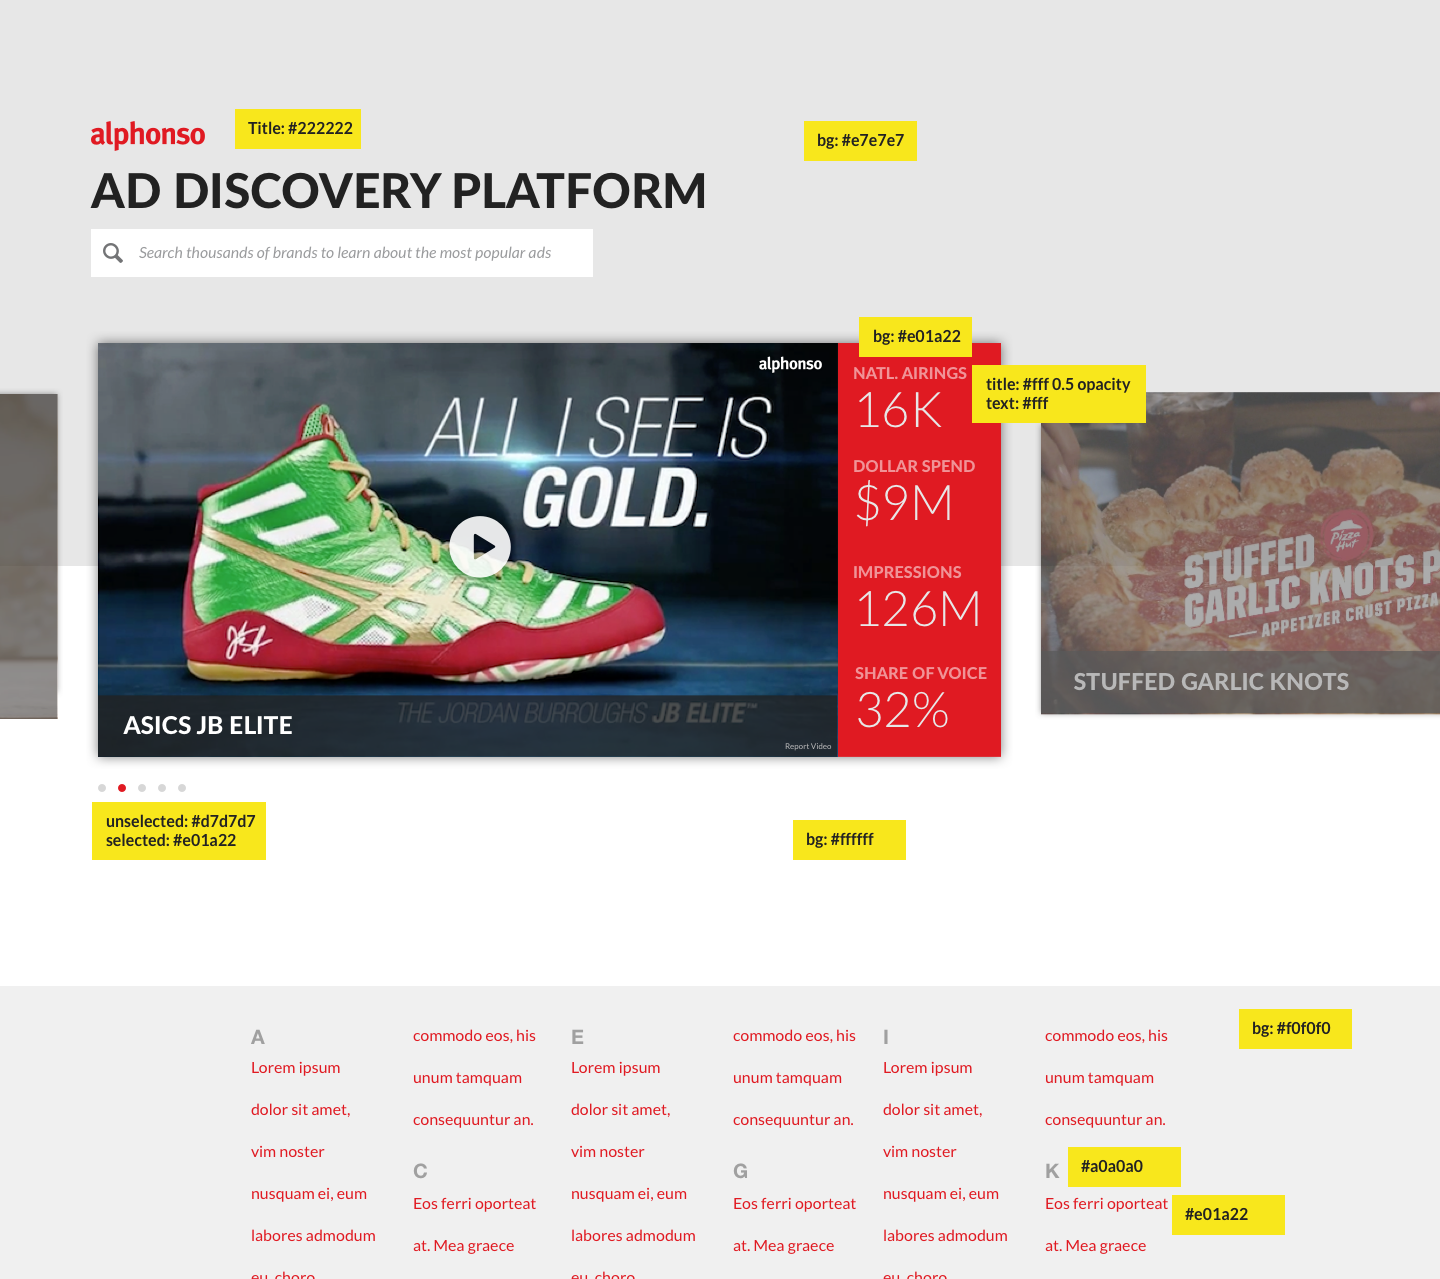 alphonso
Title: #222222
bg: #e7e7e7
AD DISCOVERY PLATFORM
Search thousands of brands to learn about the most popular ads
bg: #e01a22
alphonso
ALL I SEE IS
GOLD.
THE JORDAN BURROUGHS JB ELITE™
ASICS JB ELITE
Report Video
NATL. AIRINGS
16K
title: #fff 0.5 opacity
text: #fff
DOLLAR SPEND
$9M
IMPRESSIONS
126M
SHARE OF VOICE
32%
Pizza
Hut
STUFFED
GARLIC KNOTS P
APPETIZER CRUST PIZZA
STUFFED GARLIC KNOTS
unselected: #d7d7d7
selected: #e01a22
bg: #ffffff
bg: #f0f0f0
A
Lorem ipsum
dolor sit amet,
vim noster
nusquam ei, eum
labores admodum
eu, choro
commodo eos, his
unum tamquam
consequuntur an.
C
Eos ferri oporteat
at. Mea graece
E
Lorem ipsum
dolor sit amet,
vim noster
nusquam ei, eum
labores admodum
eu, choro
commodo eos, his
unum tamquam
consequuntur an.
G
Eos ferri oporteat
at. Mea graece
I
Lorem ipsum
dolor sit amet,
vim noster
nusquam ei, eum
labores admodum
eu, choro
commodo eos, his
unum tamquam
consequuntur an.
K
#a0a0a0
Eos ferri oporteat
#e01a22
at. Mea graece